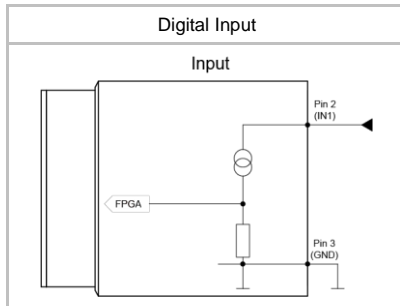 Digital Input
Input
Pin 2
(IN1)
FPGA
Pin 3
(GND)